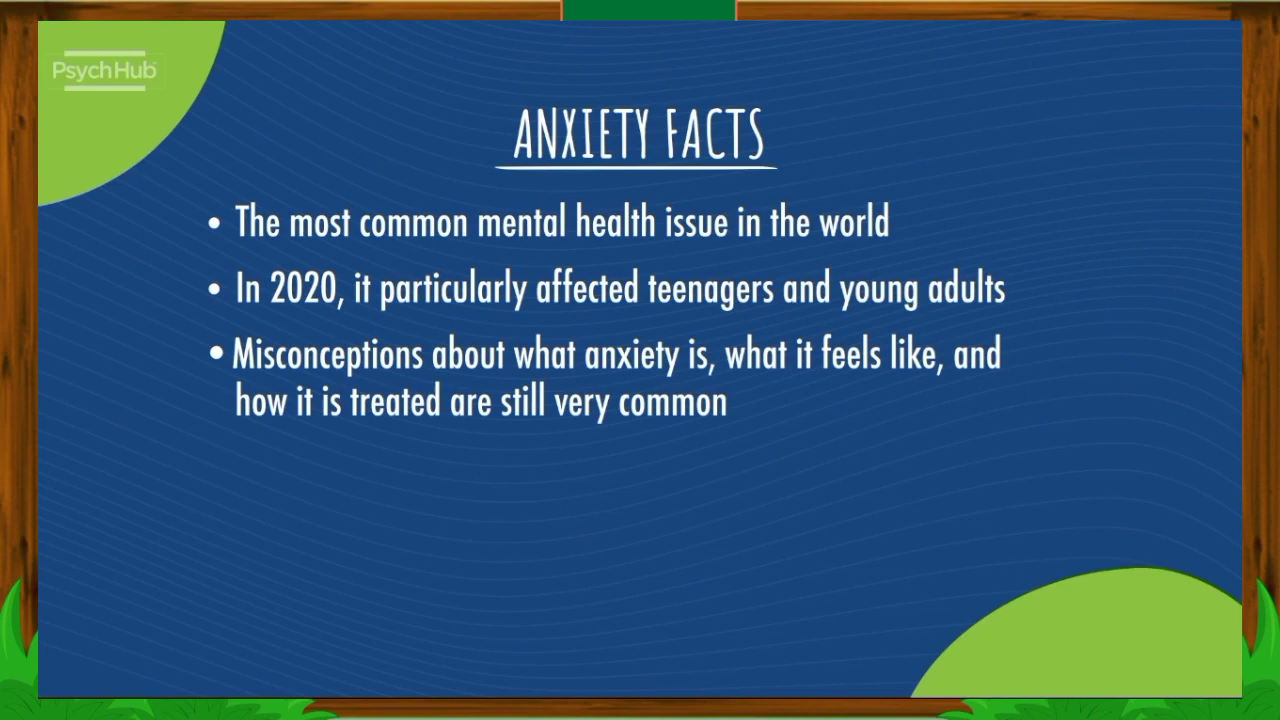 PsychHub
ANXIETY FACTS
• The most common mental health issue in the world
• In 2020, it particularly affected teenagers and young adults
• Misconceptions about what anxiety is, what it feels like, and
how it is treated are still very common